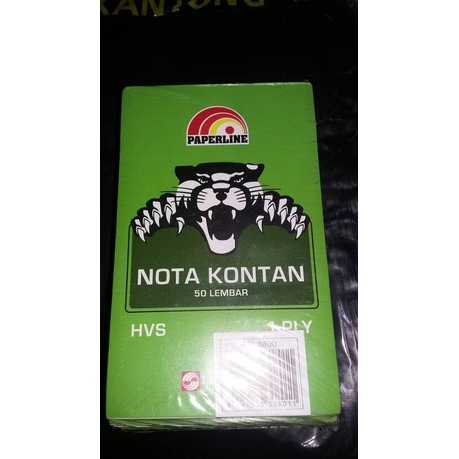 PAPERLINE
NOTA KONTAN
50 LEMBAR
HVS
1 PLY